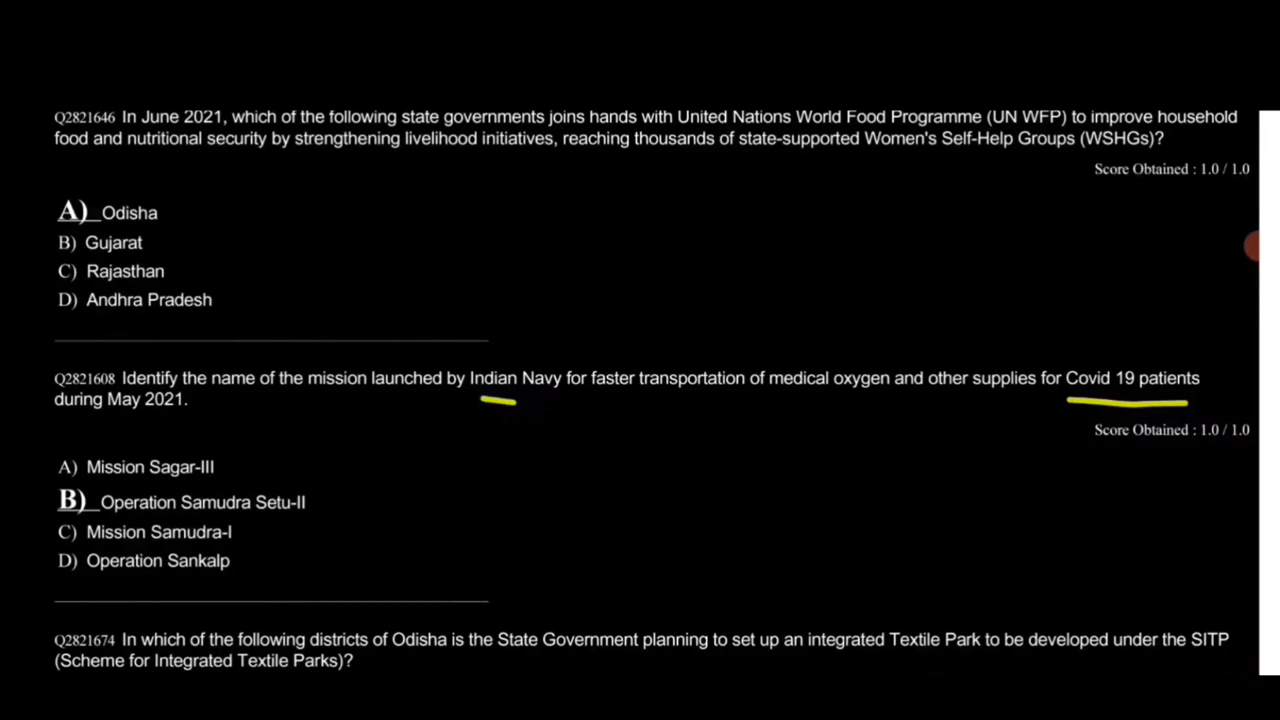 Q2821646 In June 2021, which of the following state governments joins hands with United Nations World Food Programme (UN WFP) to improve household
food and nutritional security by strengthening livelihood initiatives, reaching thousands of state-supported Women's Self-Help Groups (WSHGs)?
Score Obtained : 1.0 / 1.0
A) Odisha
B) Gujarat
C) Rajasthan
D) Andhra Pradesh
Q2821608 Identify the name of the mission launched by Indian Navy for faster transportation of medical oxygen and other supplies for Covid 19 patients
during May 2021.
Score Obtained : 1.0 / 1.0
A) Mission Sagar-III
B) Operation Samudra Setu-II
C) Mission Samudra-I
D) Operation Sankalp
Q2821674 In which of the following districts of Odisha is the State Government planning to set up an integrated Textile Park to be developed under the SITP
(Scheme for Integrated Textile Parks)?